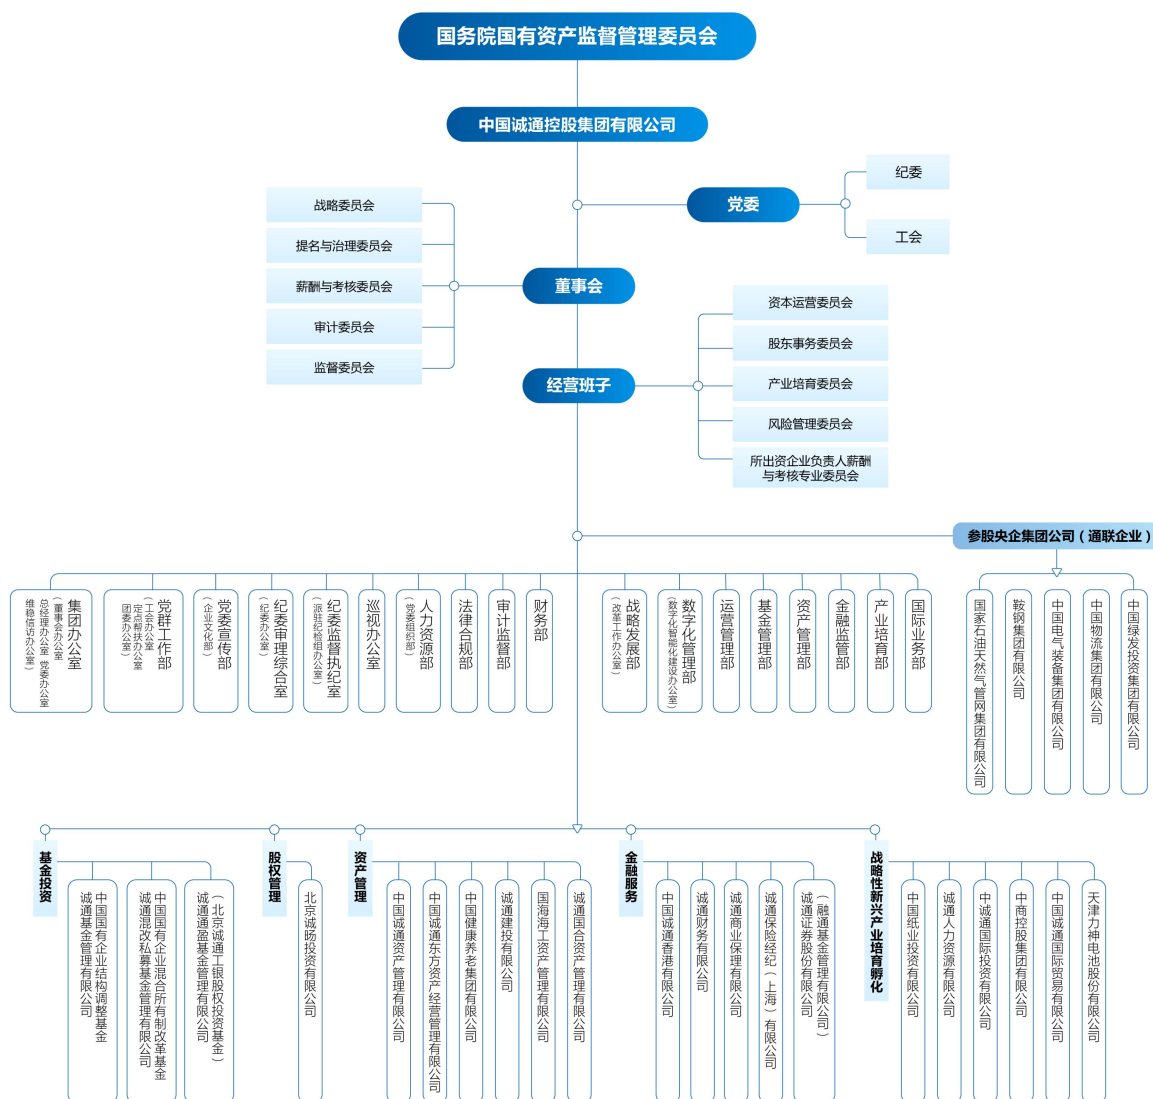 国务院国有资产监督管理委员会
中国诚通控股集团有限公司
党委
纪委
工会
董事会
战略委员会
提名与治理委员会
薪酬与考核委员会
审计委员会
监督委员会
经营班子
资本运营委员会
股东事务委员会
产业培育委员会
风险管理委员会
所出资企业负责人薪酬
与考核专业委员会
参股央企集团公司（通联企业）
国家石油天然气管网集团有限公司
鞍钢集团有限公司
中国电气装备集团有限公司
中国物流集团有限公司
中国绿发投资集团有限公司
集团办公室
（董事会办公室
总经理办公室 党委办公室
维稳信访办公室）
党群工作部
（工会办公室
定点帮扶办公室
团委办公室）
党委宣传部
（企业文化部）
纪委审理综合室
（纪委办公室）
纪委监督执纪室
（派驻纪检组办公室）
巡视办公室
人力资源部
（党委组织部）
法律合规部
审计监督部
财务部
战略发展部
（改革工作办公室）
数字化管理部
（数字化智能化建设办公室）
运营管理部
基金管理部
资产管理部
金融监管部
产业培育部
国际业务部
基金投资
中国国有企业结构调整基金
诚通基金管理有限公司
中国国有企业混合所有制改革基金
诚通混改私募基金管理有限公司
（北京诚通工银股权投资基金）
诚通通盈基金管理有限公司
股权管理
北京诚旸投资有限公司
资产管理
中国诚通资产管理有限公司
中国诚通东方资产经营管理有限公司
中国健康养老集团有限公司
诚通建投有限公司
国海海工资产管理有限公司
诚通国合资产管理有限公司
金融服务
中国诚通香港有限公司
诚通财务有限公司
诚通商业保理有限公司
诚通保险经纪（上海）有限公司
（融通基金管理有限公司）
诚通证券股份有限公司
战略性新兴产业培育孵化
中国纸业投资有限公司
诚通人力资源有限公司
中诚通国际投资有限公司
中商控股集团有限公司
中国诚通国际贸易有限公司
天津力神电池股份有限公司